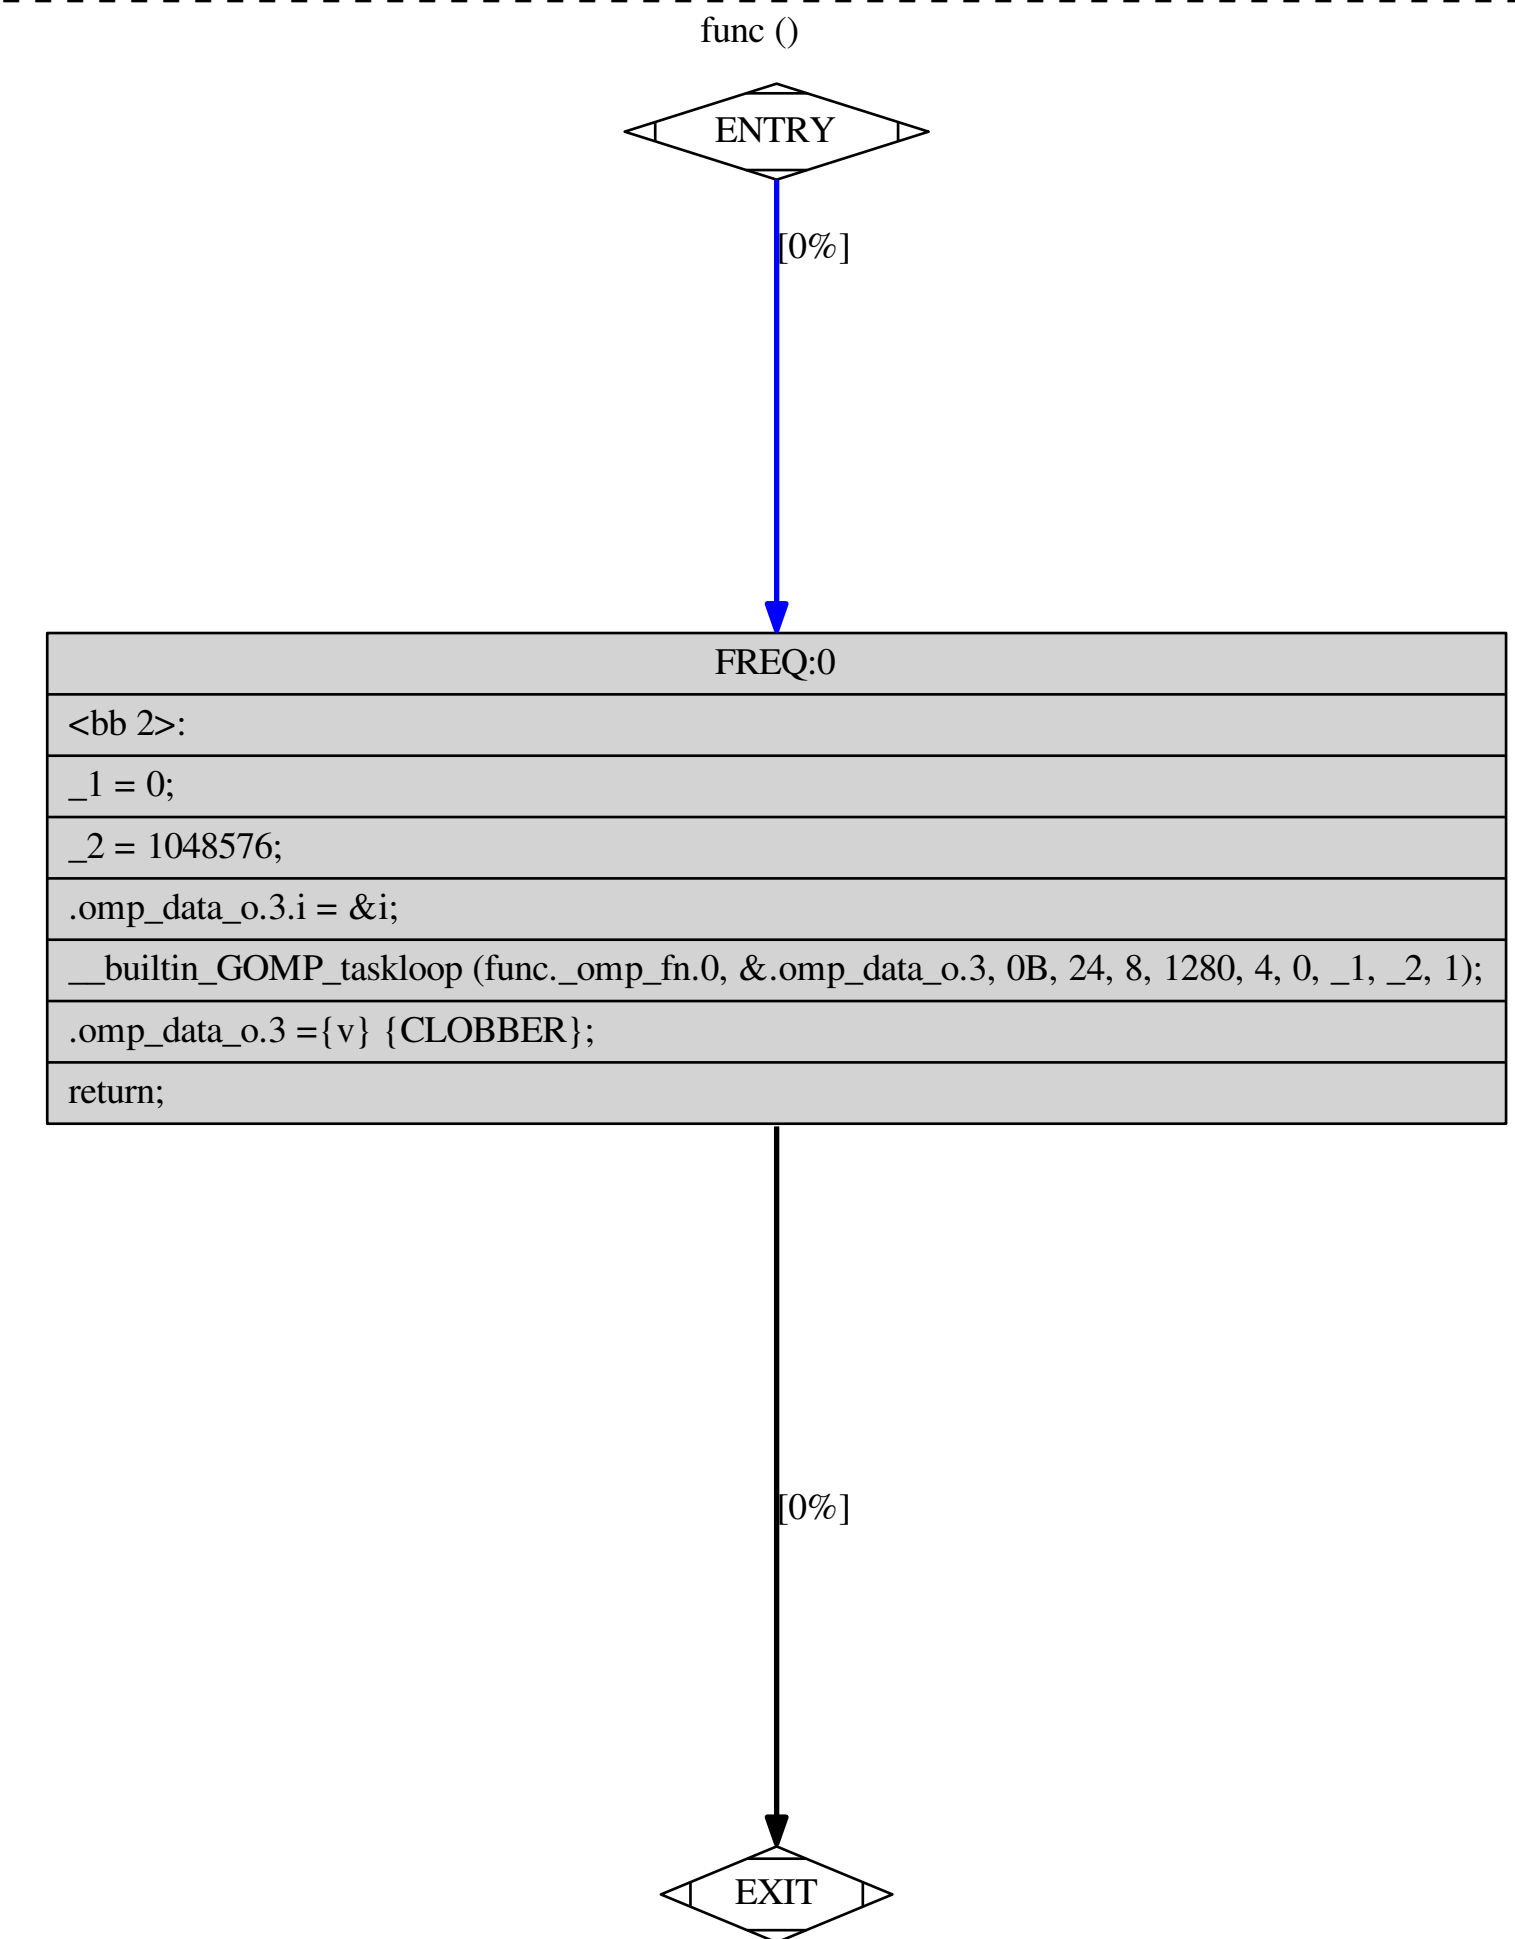 func ()
ENTRY
[0%]
FREQ:0
<bb 2>:
_1 = 0;
_2 = 1048576;
.omp_data_o.3.i = &i;
__builtin_GOMP_taskloop (func._omp_fn.0, &.omp_data_o.3, 0B, 24, 8, 1280, 4, 0, _1, _2, 1);
.omp_data_o.3 ={v} {CLOBBER};
return;
[0%]
EXIT